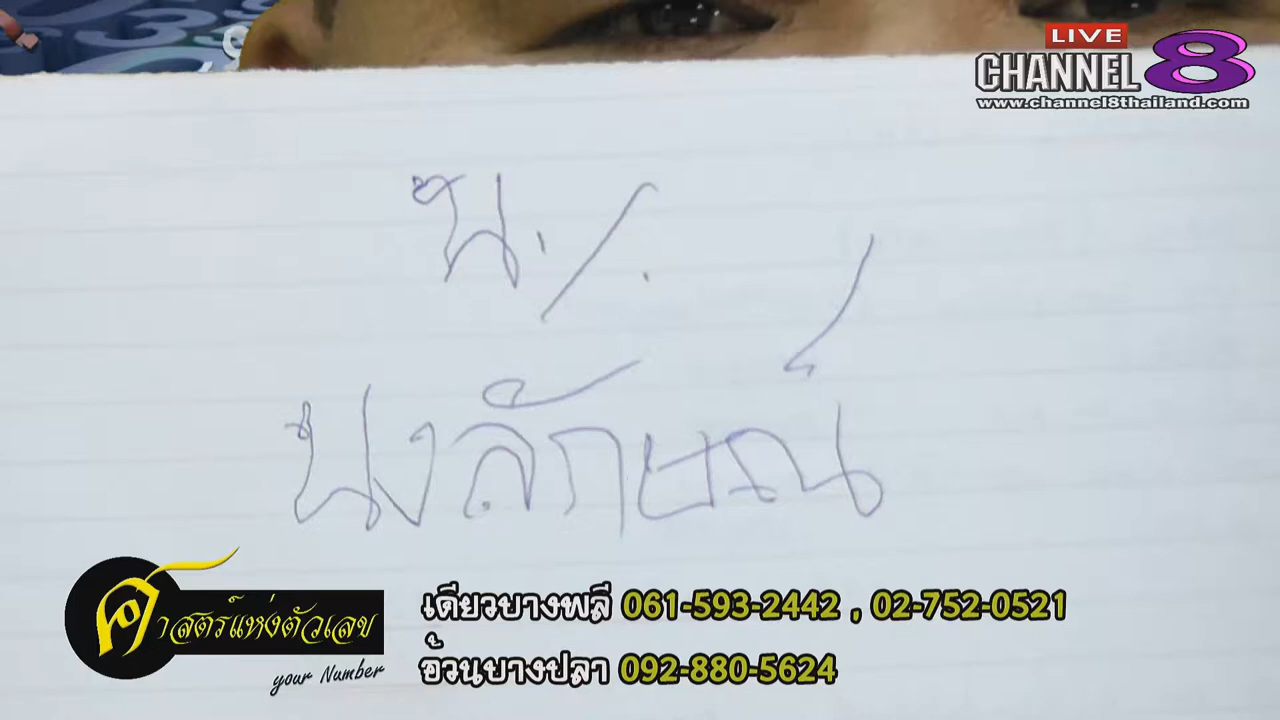 LIVE
CHANNEL 8
www.channel8thailand.com
น./.
นงลักษณ์
ศาสตร์แห่งตัวเลข
your Number
เดียวบางพลี 061-593-2442 , 02-752-0521
อ้วนบางปลา 092-880-5624